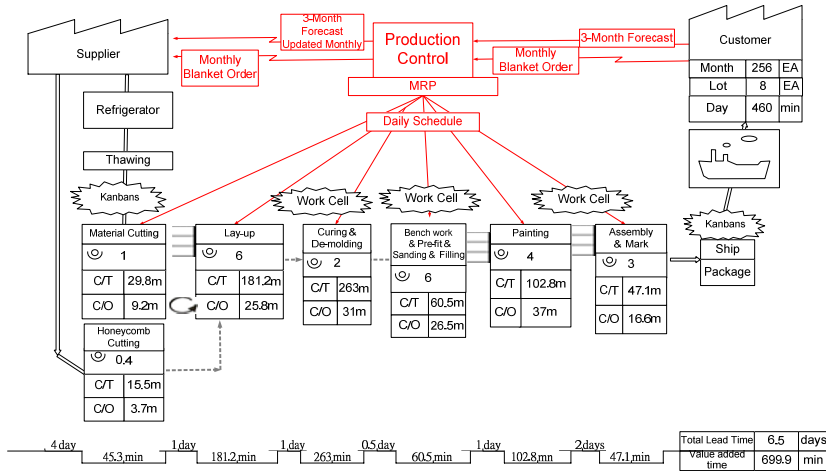 3-Month
Forecast
Updated Monthly
Supplier
Monthly
Blanket Order
Production
Control
MRP
3-Month Forecast
Monthly
Blanket Order
Customer
Month 256 EA
Lot 8 EA
Day 460 min
Daily Schedule
Refrigerator
Thawing
Kanbans
Work Cell
Work Cell
Work Cell
Kanbans
Material Cutting
1
C/T 29.8m
C/O 9.2m
Lay-up
6
C/T 181.2m
C/O 25.8m
Curing &
De-molding
2
C/T 263m
C/O 31m
Bench work
& Pre-fit &
Sanding & Filling
6
C/T 60.5m
C/O 26.5m
Painting
4
C/T 102.8m
C/O 37m
Assembly
& Mark
3
C/T 47.1m
C/O 16.6m
Ship
Package
Honeycomb
Cutting
0.4
C/T 15.5m
C/O 3.7m
4 day 1 day 1 day 0.5 day 1 day 2 days
45.3 min 181.2 min 263 min 60.5 min 102.8 mn 47.1 min
Total Lead Time 6.5 days
Value added
time 699.9 min